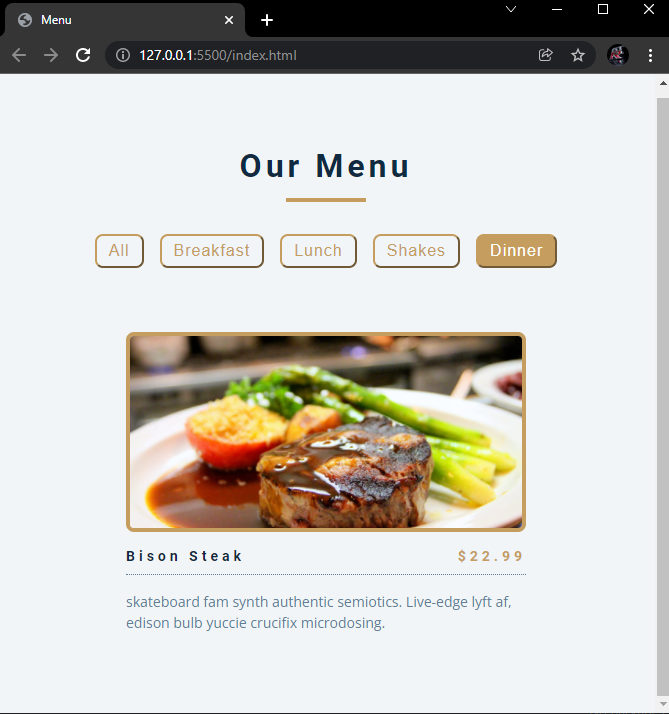 Menu
127.0.0.1:5500/index.html
Our Menu
All Breakfast Lunch Shakes Dinner
Bison Steak $22.99
skateboard fam synth authentic semiotics. Live-edge lyft af,
edison bulb yuccie crucifix microdosing.